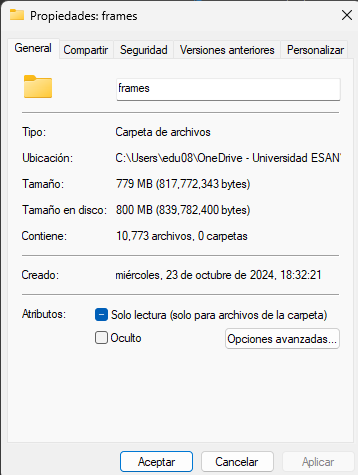 Propiedades: frames
General Compartir Seguridad Versiones anteriores Personalizar
frames
Tipo: Carpeta de archivos
Ubicación: C:\Users\edu08\OneDrive - Universidad ESAN\
Tamaño: 779 MB (817,772,343 bytes)
Tamaño en disco: 800 MB (839,782,400 bytes)
Contiene: 10,773 archivos, 0 carpetas
Creado: miércoles, 23 de octubre de 2024, 18:32:21
Atributos: Solo lectura (solo para archivos de la carpeta)
Oculto Opciones avanzadas...
Aceptar Cancelar Aplicar